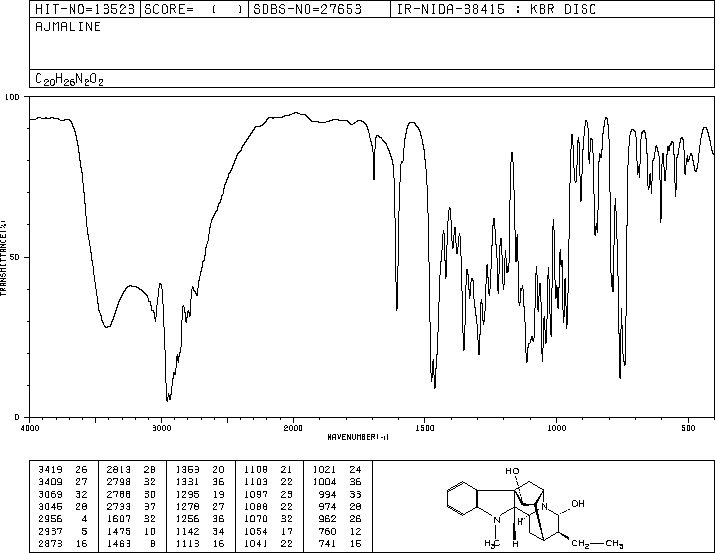 HIT-NO=13523 SCORE= ( ) SDBS-NO=27653 IR-NIDA-38415 : KBR DISC
AJMALINE
C20H26N2O2
100
TRANSMITTANCE(%)
50
0
4000 3000 2000 1500 1000 500
WAVENUMBER(-1)
3419 26 2813 28 1353 20 1108 21 1021 24
3409 27 2798 32 1331 36 1103 22 1004 36
3069 32 2788 30 1295 19 1097 23 994 33
3045 28 2733 37 1278 27 1088 22 974 28
2956 4 1607 32 1256 36 1070 32 962 26
2937 5 1475 10 1142 34 1054 17 760 12
2873 16 1463 8 1113 16 1041 22 741 15
HO
N
OH
N
H
H3C
H
CH2
CH3